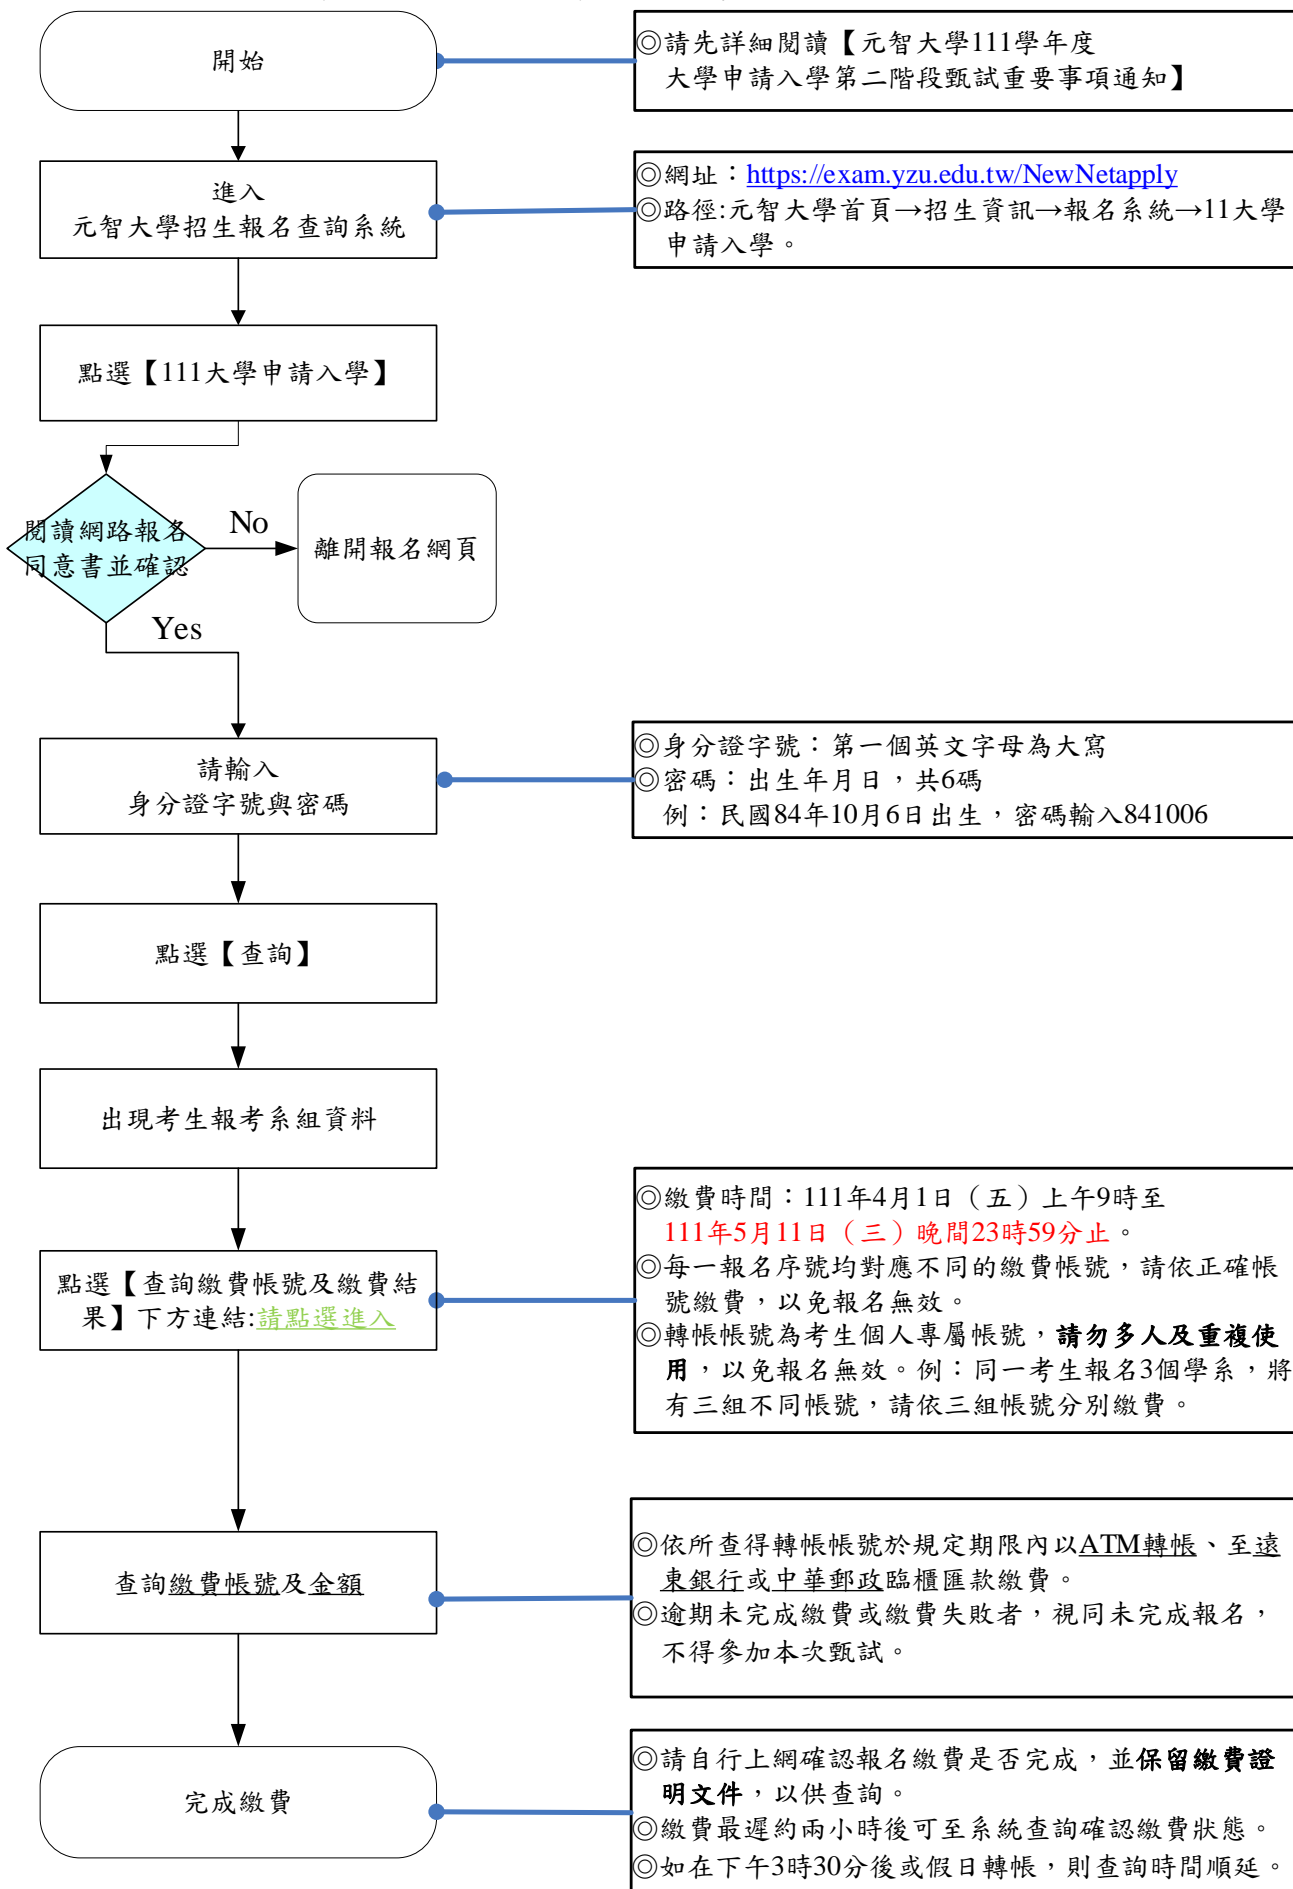 開始
◎請先詳細閱讀【元智大學111學年度
大學申請入學第二階段甄試重要事項通知】
進入
元智大學招生報名查詢系統
◎網址：https://exam.yzu.edu.tw/NewNetapply
◎路徑:元智大學首頁→招生資訊→報名系統→11大學
申請入學。
點選【111大學申請入學】
閱讀網路報名
同意書並確認
No
離開報名網頁
Yes
請輸入
身分證字號與密碼
◎身分證字號：第一個英文字母為大寫
◎密碼：出生年月日，共6碼
例：民國84年10月6日出生，密碼輸入841006
點選【查詢】
出現考生報考系組資料
點選【查詢繳費帳號及繳費結
果】下方連結:請點選進入
◎繳費時間：111年4月1日（五）上午9時至
111年5月11日（三）晚間23時59分止。
◎每一報名序號均對應不同的繳費帳號，請依正確帳
號繳費，以免報名無效。
◎轉帳帳號為考生個人專屬帳號，請勿多人及重複使
用，以免報名無效。例：同一考生報名3個學系，將
有三組不同帳號，請依三組帳號分別繳費。
查詢繳費帳號及金額
◎依所查得轉帳帳號於規定期限內以ATM轉帳、至遠
東銀行或中華郵政臨櫃匯款繳費。
◎逾期未完成繳費或繳費失敗者，視同未完成報名，
不得參加本次甄試。
完成繳費
◎請自行上網確認報名繳費是否完成，並保留繳費證
明文件，以供查詢。
◎繳費最遲約兩小時後可至系統查詢確認繳費狀態。
◎如在下午3時30分後或假日轉帳，則查詢時間順延。